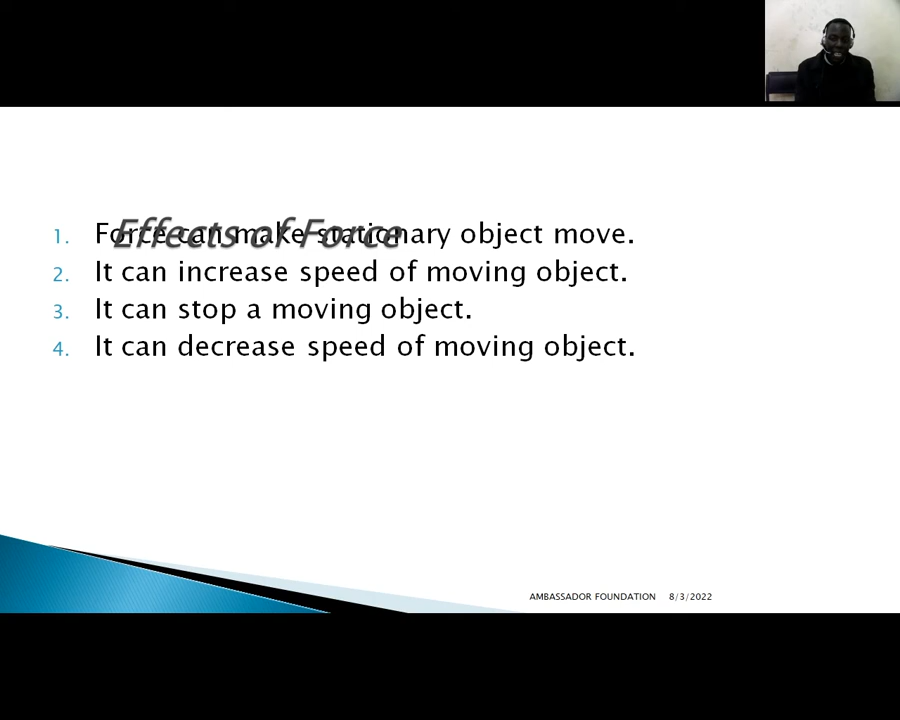 Effects of Force
1. Force can make stationary object move.
2. It can increase speed of moving object.
3. It can stop a moving object.
4. It can decrease speed of moving object.
AMBASSADOR FOUNDATION 8/3/2022